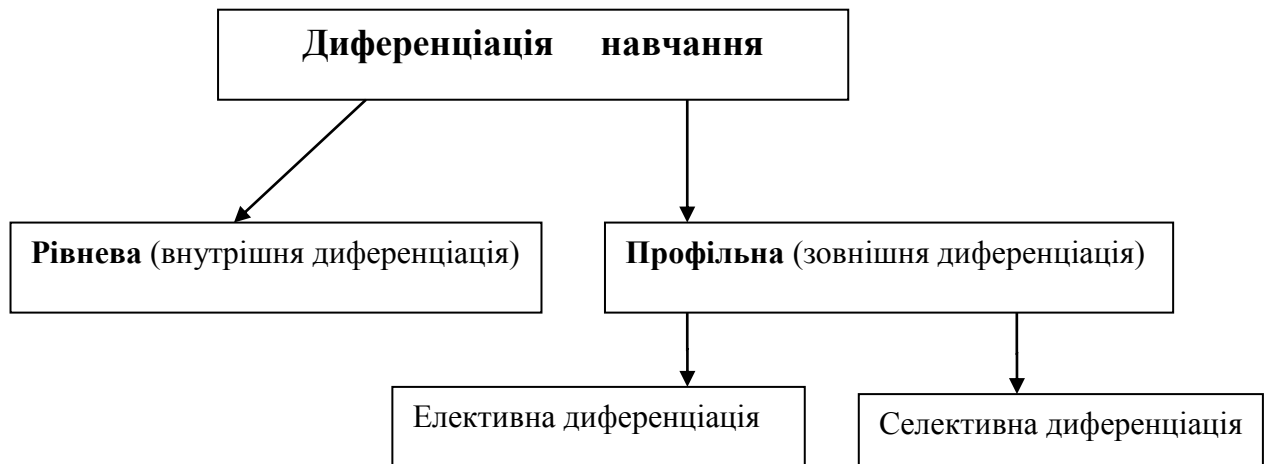 Диференціація навчання
Рівнева (внутрішня диференціація)
Профільна (зовнішня диференціація)
Елективна диференціація
Селективна диференціація